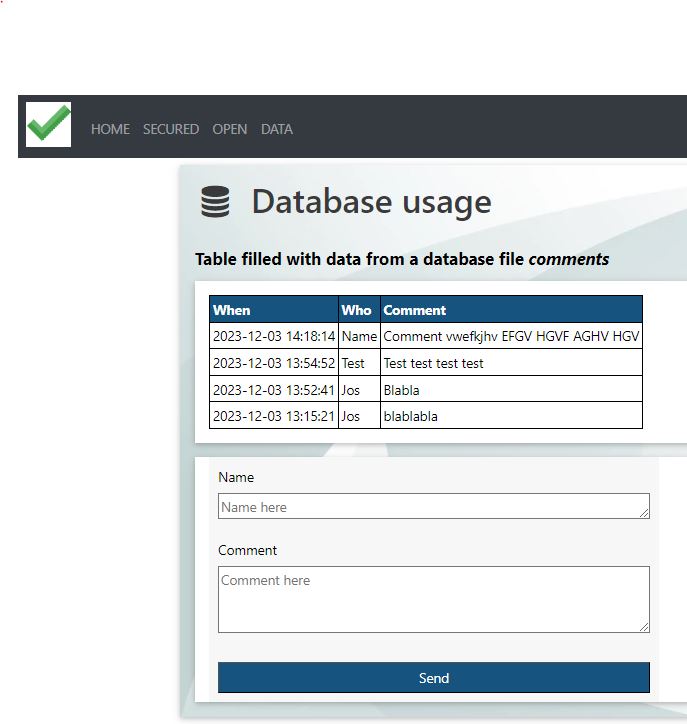 HOME SECURED OPEN DATA
Database usage
Table filled with data from a database file comments
When Who Comment
2023-12-03 14:18:14 Name Comment vwefkjhv EFGV HGVF AGHV HGV
2023-12-03 13:54:52 Test Test test test test
2023-12-03 13:52:41 Jos Blabla
2023-12-03 13:15:21 Jos blablabla
Name
Name here
Comment
Comment here
Send